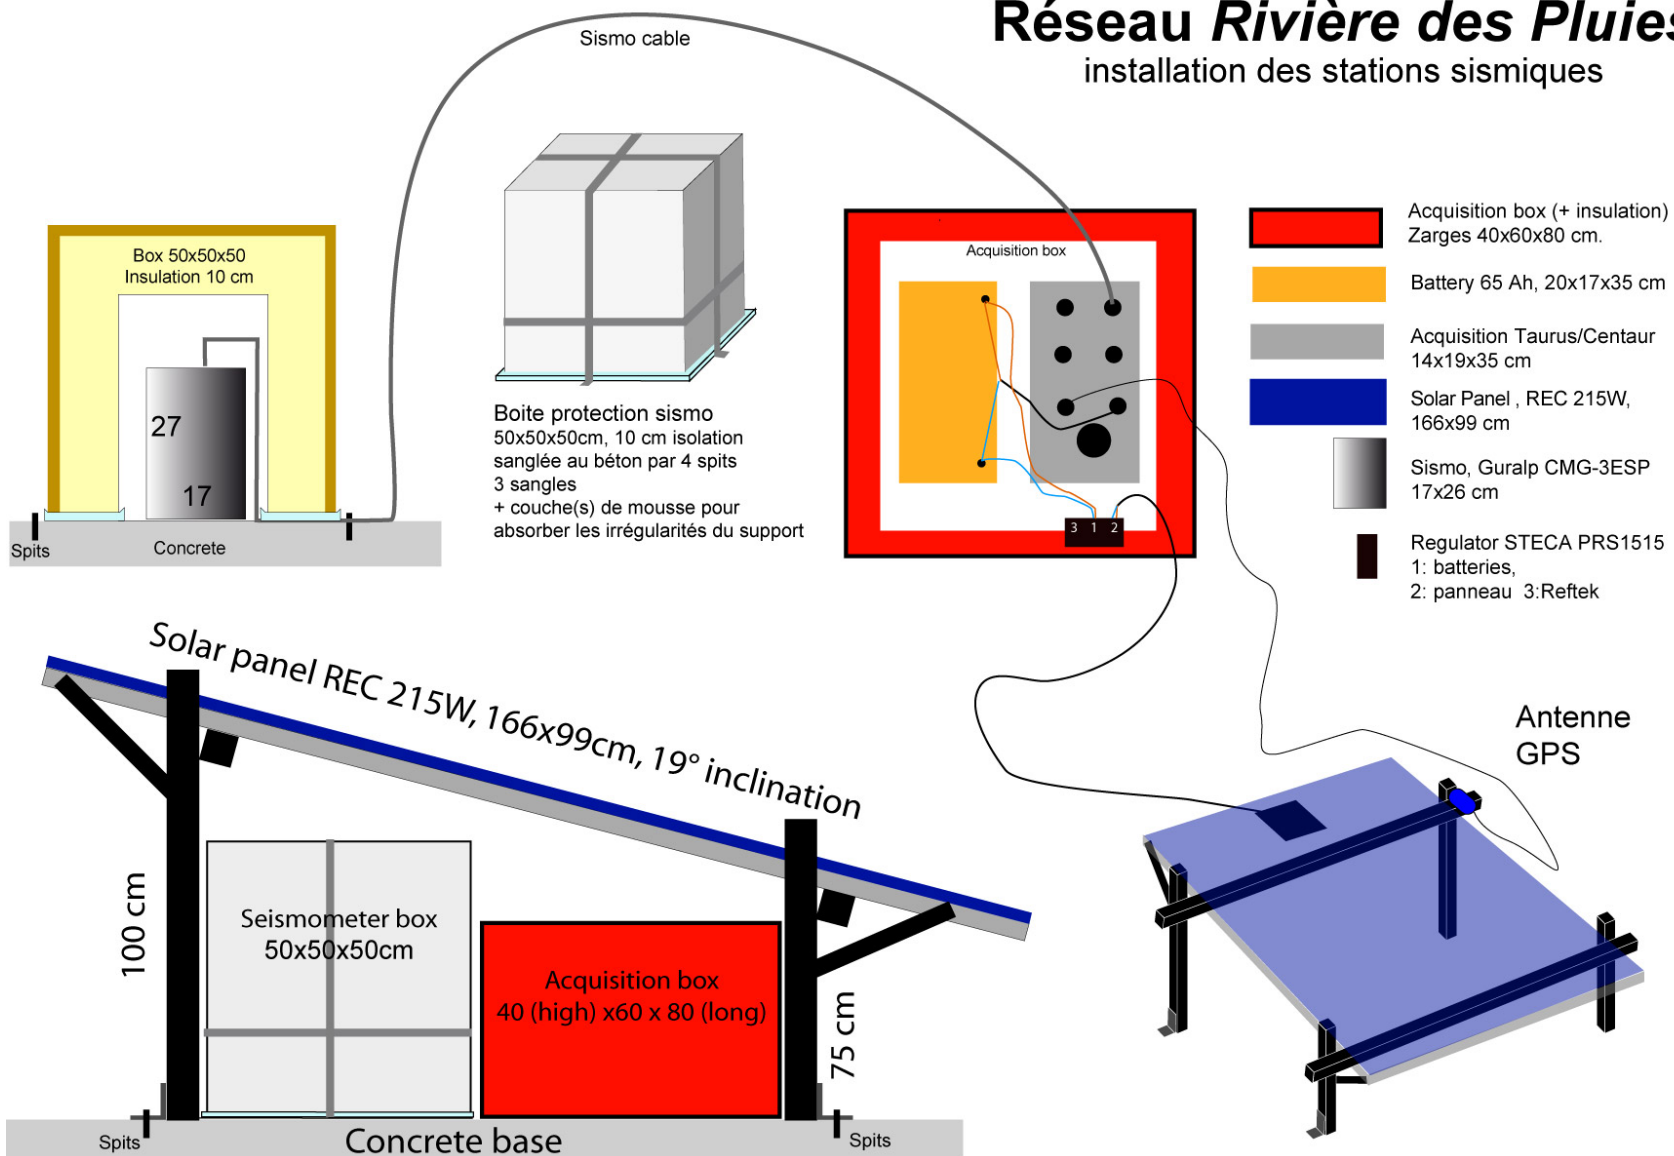 Réseau Rivière des Pluies
installation des stations sismiques
Sismo cable
Box 50x50x50
Insulation 10 cm
27
17
Spits
Concrete
Boite protection sismo
50x50x50cm, 10 cm isolation
sanglée au béton par 4 spits
3 sangles
+ couche(s) de mousse pour
absorber les irrégularités du support
Acquisition box
3 1 2
Acquisition box (+ insulation)
Zarges 40x60x80 cm.
Battery 65 Ah, 20x17x35 cm
Acquisition Taurus/Centaur
14x19x35 cm
Solar Panel , REC 215W,
166x99 cm
Sismo, Guralp CMG-3ESP
17x26 cm
Regulator STECA PRS1515
1: batteries,
2: panneau 3:Reftek
Solar panel REC 215W, 166x99cm, 19° inclination
100 cm
Seismometer box
50x50x50cm
Acquisition box
40 (high) x60 x 80 (long)
75 cm
Spits
Concrete base
Spits
Antenne
GPS